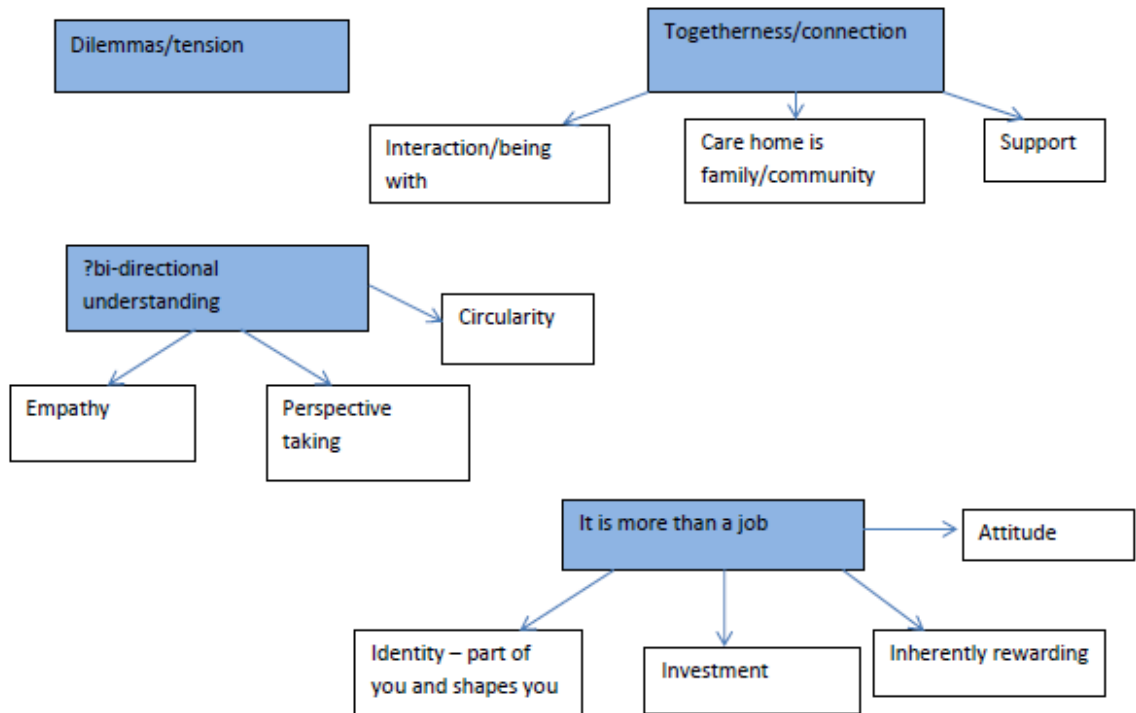 Dilemmas/tension
Togetherness/connection
Interaction/being
with
Care home is
family/community
Support
?bi-directional
understanding
Circularity
Empathy
Perspective
taking
It is more than a job
Attitude
Identity – part of
you and shapes you
Investment
Inherently rewarding